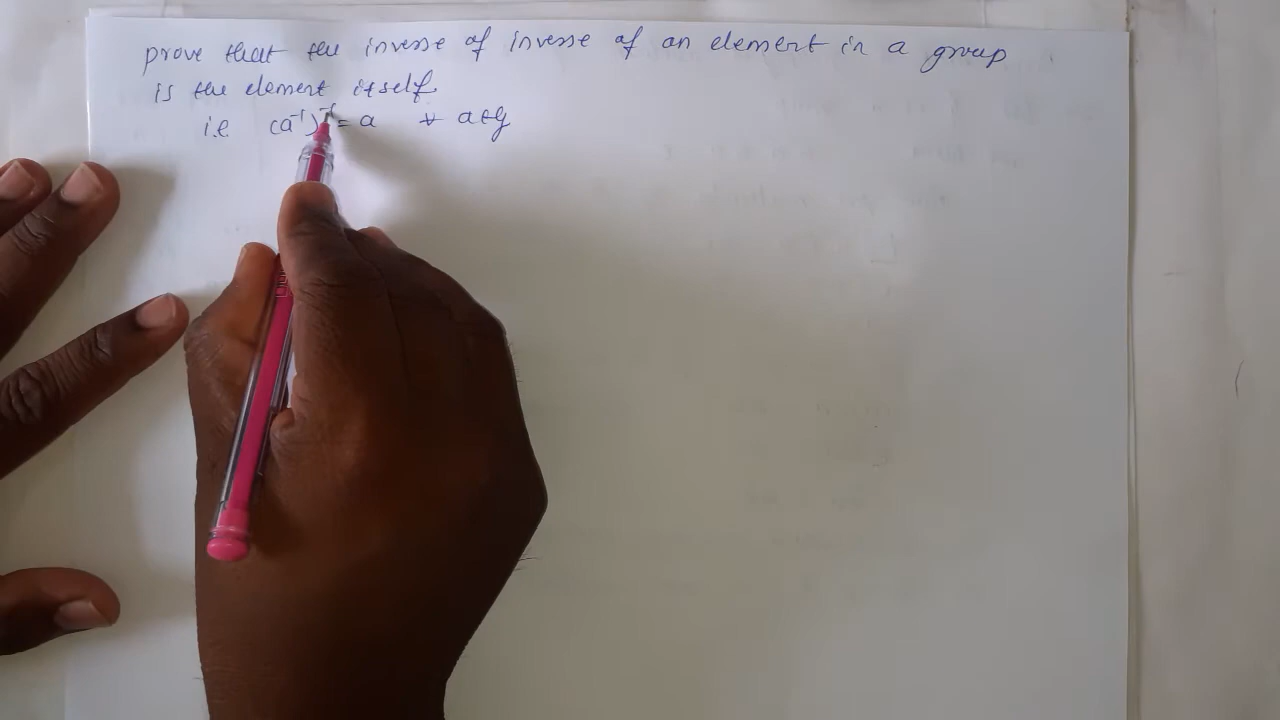 prove that the inverse of inverse of an element in a group
is the element itself.
i.e (a⁻¹)⁻¹ = a ∀ a∈G